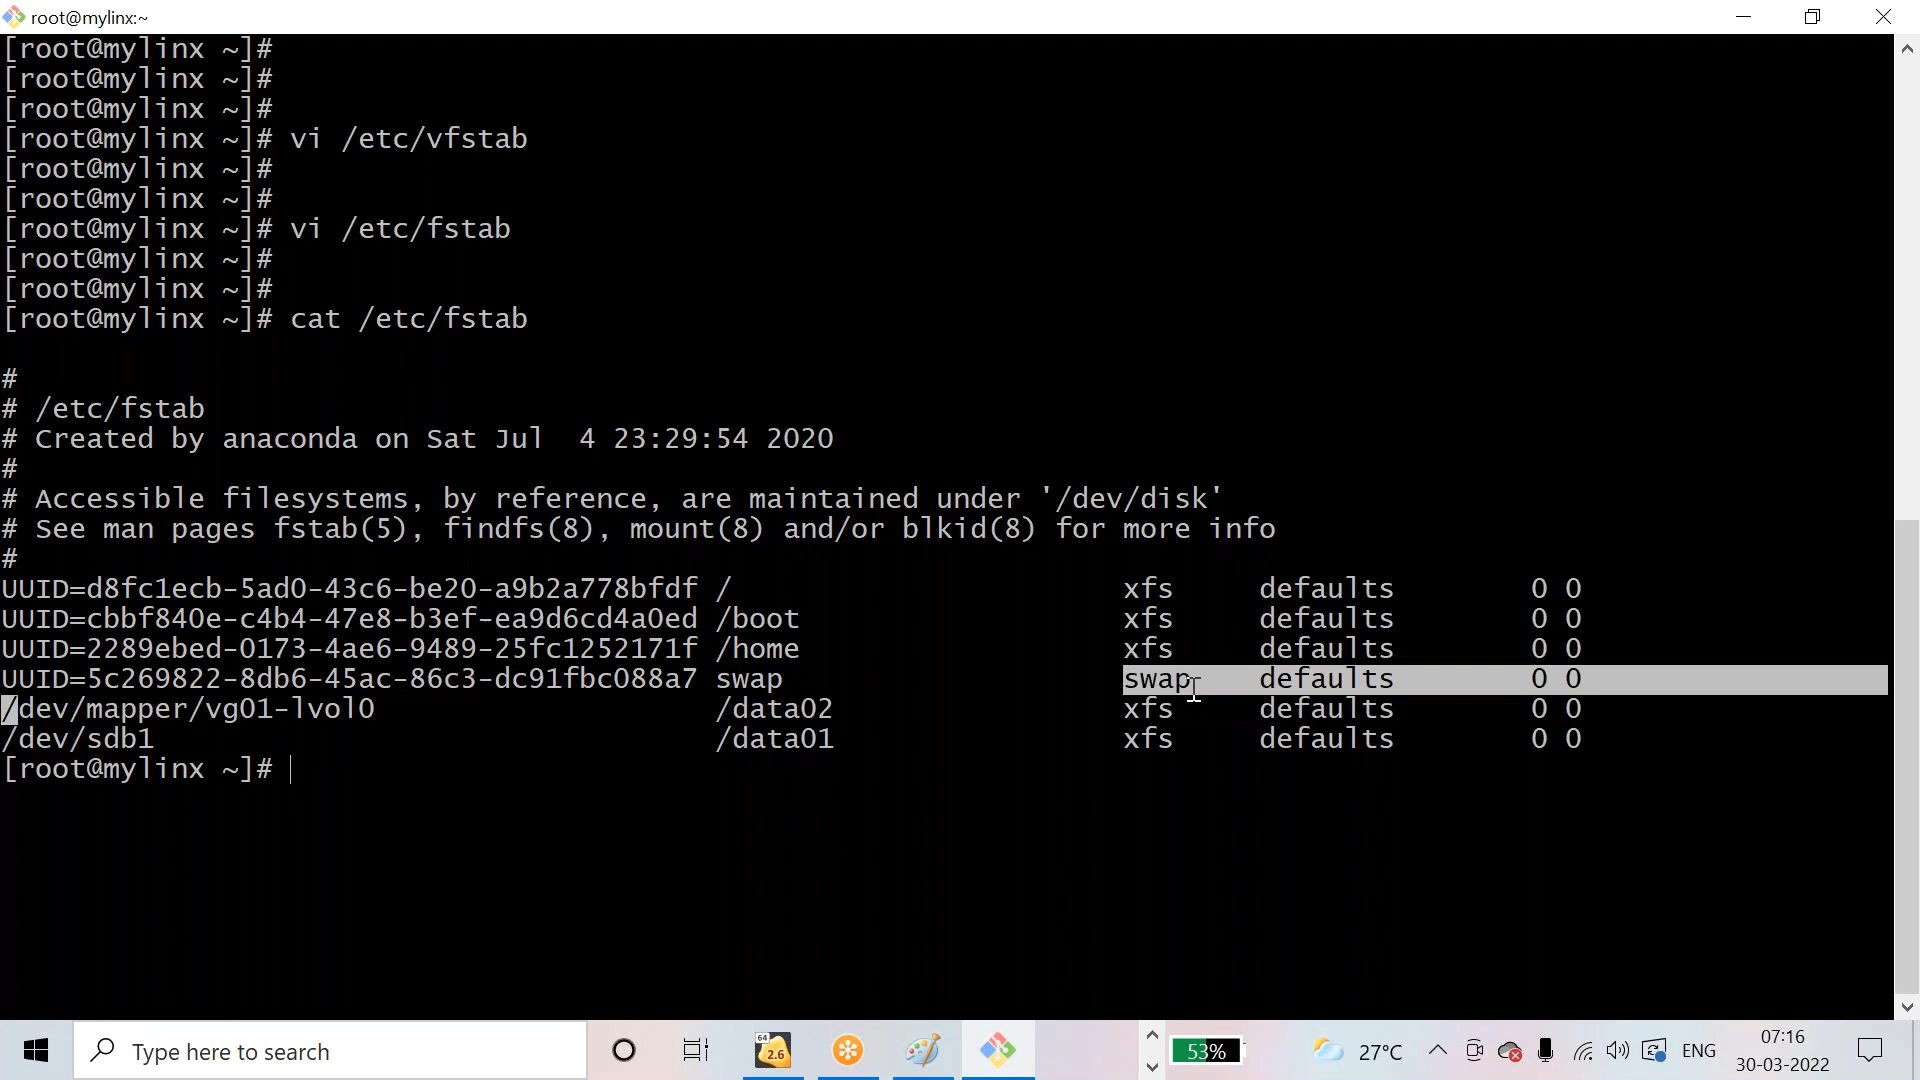 root@mylinx:~
[root@mylinx ~]#
[root@mylinx ~]#
[root@mylinx ~]#
[root@mylinx ~]# vi /etc/vfstab
[root@mylinx ~]#
[root@mylinx ~]#
[root@mylinx ~]# vi /etc/fstab
[root@mylinx ~]#
[root@mylinx ~]#
[root@mylinx ~]# cat /etc/fstab
#
# /etc/fstab
# Created by anaconda on Sat Jul  4 23:29:54 2020
#
# Accessible filesystems, by reference, are maintained under '/dev/disk'
# See man pages fstab(5), findfs(8), mount(8) and/or blkid(8) for more info
#
UUID=d8fc1ecb-5ad0-43c6-be20-a9b2a778bfdf /                       xfs     defaults        0 0
UUID=cbbf840e-c4b4-47e8-b3ef-ea9d6cd4a0ed /boot                   xfs     defaults        0 0
UUID=2289ebed-0173-4ae6-9489-25fc1252171f /home                   xfs     defaults        0 0
UUID=5c269822-8db6-45ac-86c3-dc91fbc088a7 swap                    swap    defaults        0 0
/dev/mapper/vg01-lvol0                    /data02                 xfs     defaults        0 0
/dev/sdb1                                 /data01                 xfs     defaults        0 0
[root@mylinx ~]#
Type here to search
64
2.6
53%
27°C
ENG
07:16
30-03-2022